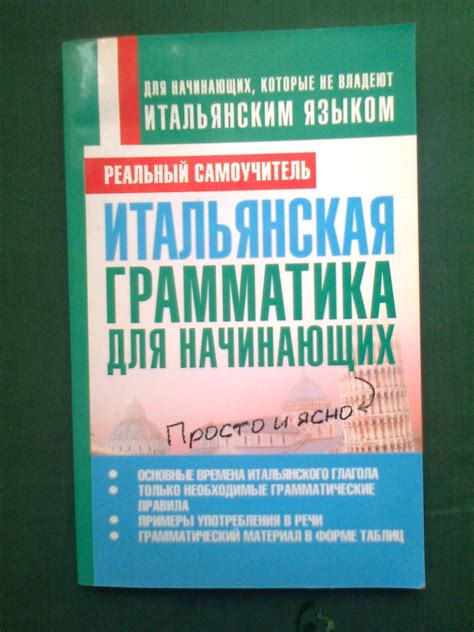 ДЛЯ НАЧИНАЮЩИХ, КОТОРЫЕ НЕ ВЛАДЕЮТ
ИТАЛЬЯНСКИМ ЯЗЫКОМ
РЕАЛЬНЫЙ САМОУЧИТЕЛЬ
ИТАЛЬЯНСКАЯ
ГРАММАТИКА
ДЛЯ НАЧИНАЮЩИХ
Просто и ясно
• ОСНОВНЫЕ ВРЕМЕНА ИТАЛЬЯНСКОГО ГЛАГОЛА
• ТОЛЬКО НЕОБХОДИМЫЕ ГРАММАТИЧЕСКИЕ
ПРАВИЛА
• ПРИМЕРЫ УПОТРЕБЛЕНИЯ В РЕЧИ
• ГРАММАТИЧЕСКИЙ МАТЕРИАЛ В ФОРМЕ ТАБЛИЦ